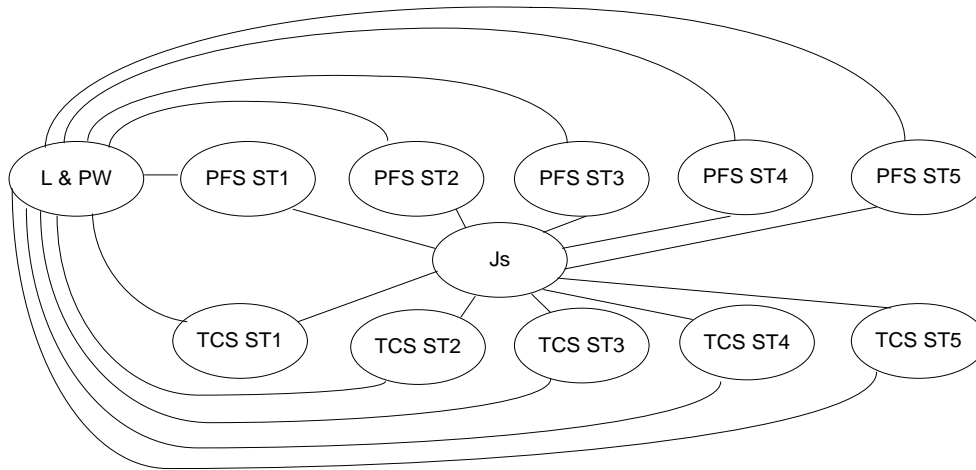 L & PW
PFS ST1
PFS ST2
PFS ST3
PFS ST4
PFS ST5
Js
TCS ST1
TCS ST2
TCS ST3
TCS ST4
TCS ST5